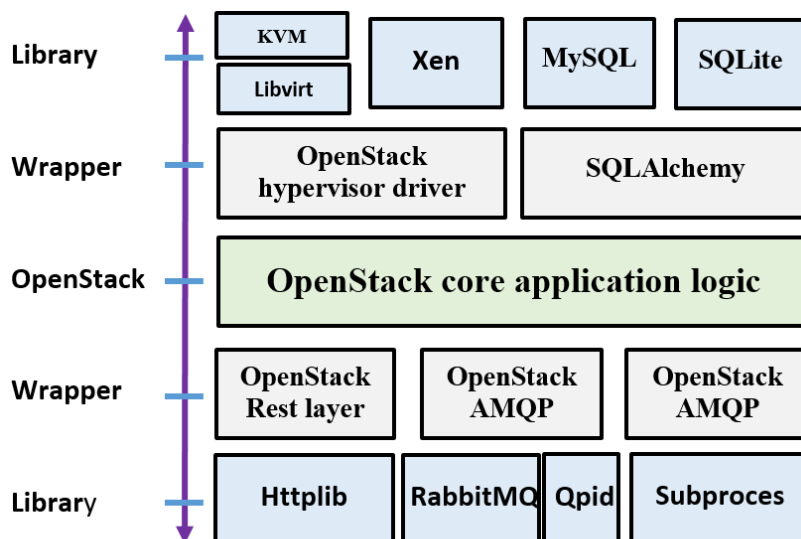 Library
KVM
Libvirt
Xen
MySQL
SQLite
Wrapper
OpenStack
hypervisor driver
SQLAlchemy
OpenStack
OpenStack core application logic
Wrapper
OpenStack
Rest layer
OpenStack
AMQP
OpenStack
AMQP
Library
Httplib
RabbitMQ
Qpid
Subproces